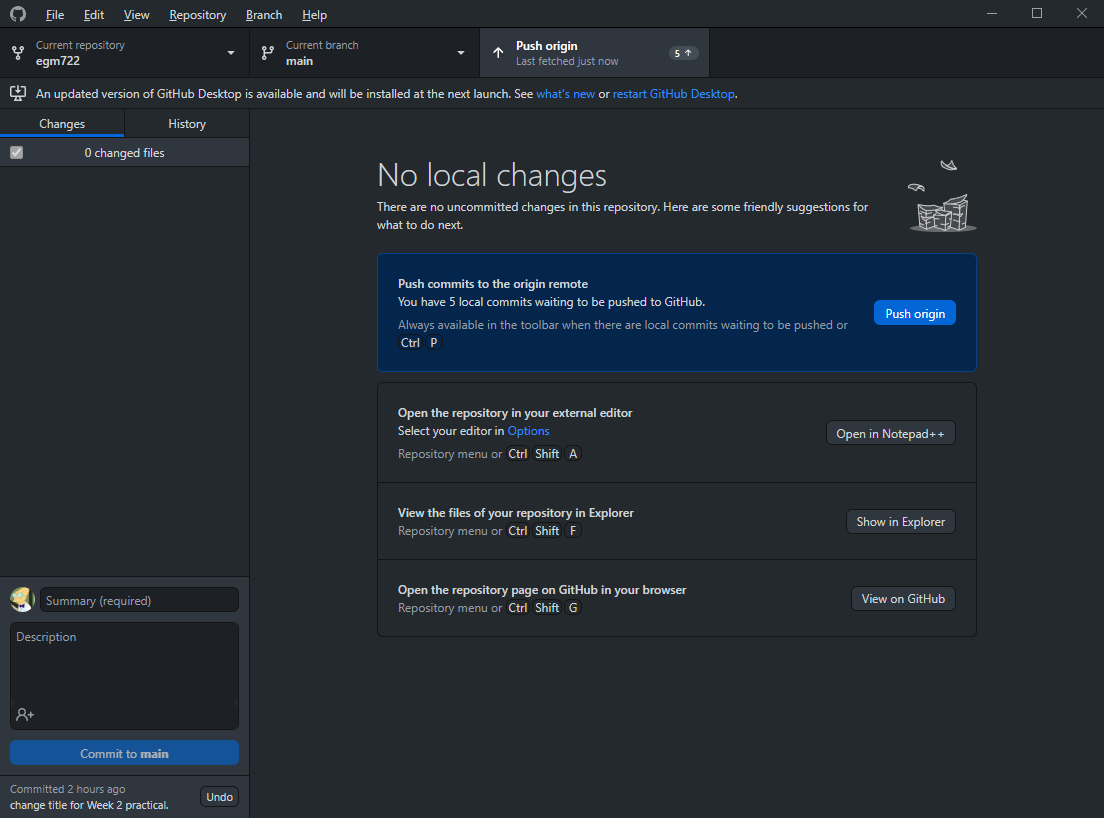 File Edit View Repository Branch Help
Current repository
egm722
Current branch
main
Push origin
Last fetched just now
5
An updated version of GitHub Desktop is available and will be installed at the next launch. See what's new or restart GitHub Desktop.
Changes
History
0 changed files
No local changes
There are no uncommitted changes in this repository. Here are some friendly suggestions for
what to do next.
Push commits to the origin remote
You have 5 local commits waiting to be pushed to GitHub.
Always available in the toolbar when there are local commits waiting to be pushed or
Ctrl P
Push origin
Open the repository in your external editor
Select your editor in Options
Repository menu or Ctrl Shift A
Open in Notepad++
View the files of your repository in Explorer
Repository menu or Ctrl Shift F
Show in Explorer
Open the repository page on GitHub in your browser
Repository menu or Ctrl Shift G
View on GitHub
Summary (required)
Description
Commit to main
Committed 2 hours ago
change title for Week 2 practical.
Undo